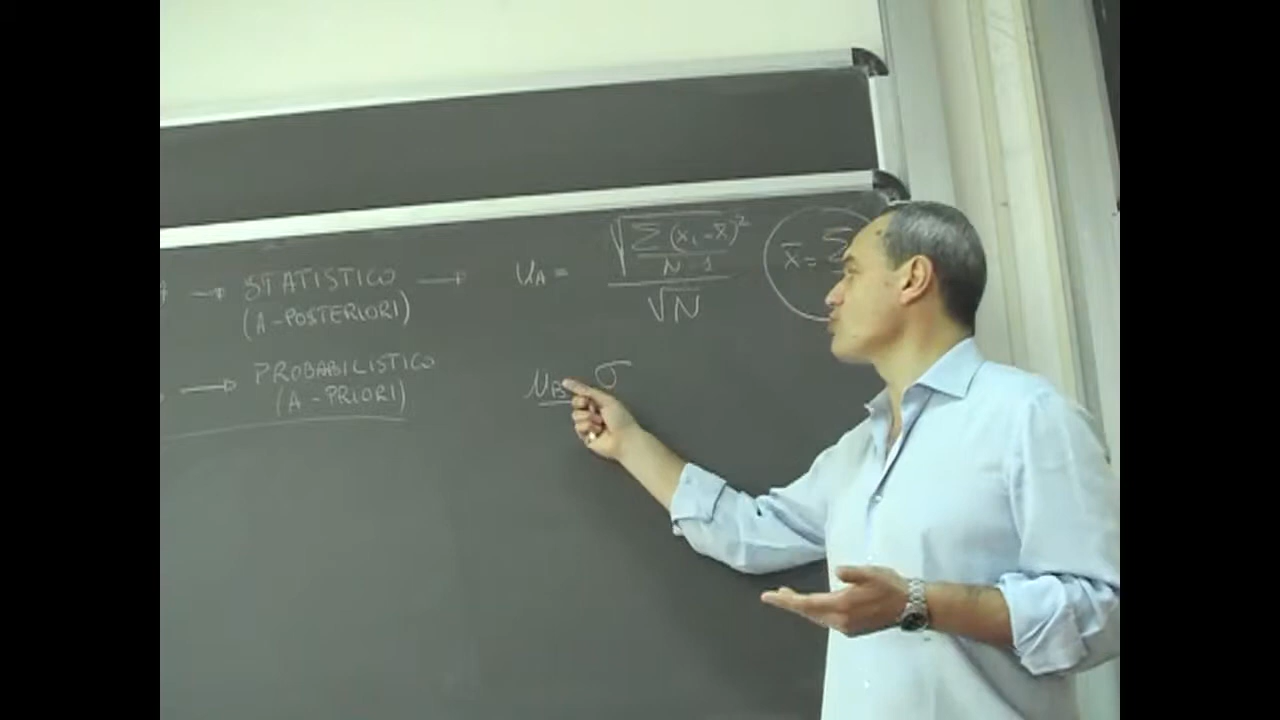 → STATISTICO → u_A = √(Σ(x_i - x̄)² / N-1) / √N x̄ = Σ
(A-POSTERIORI)
→ PROBABILISTICO u_B σ
(A-PRIORI)